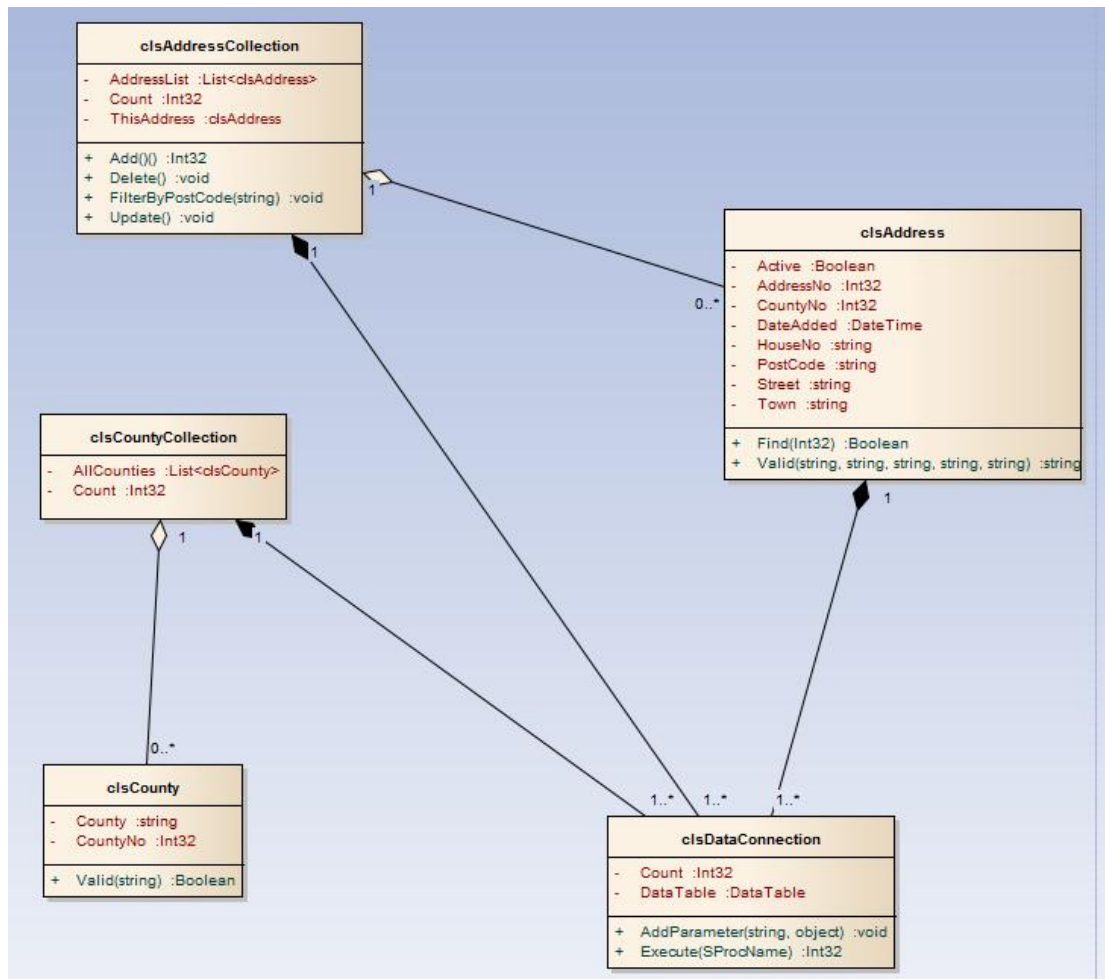 clsAddressCollection
- AddressList :List<clsAddress>
- Count :Int32
- ThisAddress :clsAddress
+ Add()() :Int32
+ Delete() :void
+ FilterByPostCode(string) :void
+ Update() :void
1
1
clsAddress
- Active :Boolean
- AddressNo :Int32
- CountyNo :Int32
- DateAdded :DateTime
- HouseNo :string
- PostCode :string
- Street :string
- Town :string
+ Find(Int32) :Boolean
+ Valid(string, string, string, string, string) :string
0..*
1
clsCountyCollection
- AllCounties :List<clsCounty>
- Count :Int32
1
1
0..*
clsCounty
- County :string
- CountyNo :Int32
+ Valid(string) :Boolean
1..*
1..*
1..*
clsDataConnection
- Count :Int32
- DataTable :DataTable
+ AddParameter(string, object) :void
+ Execute(SProcName) :Int32